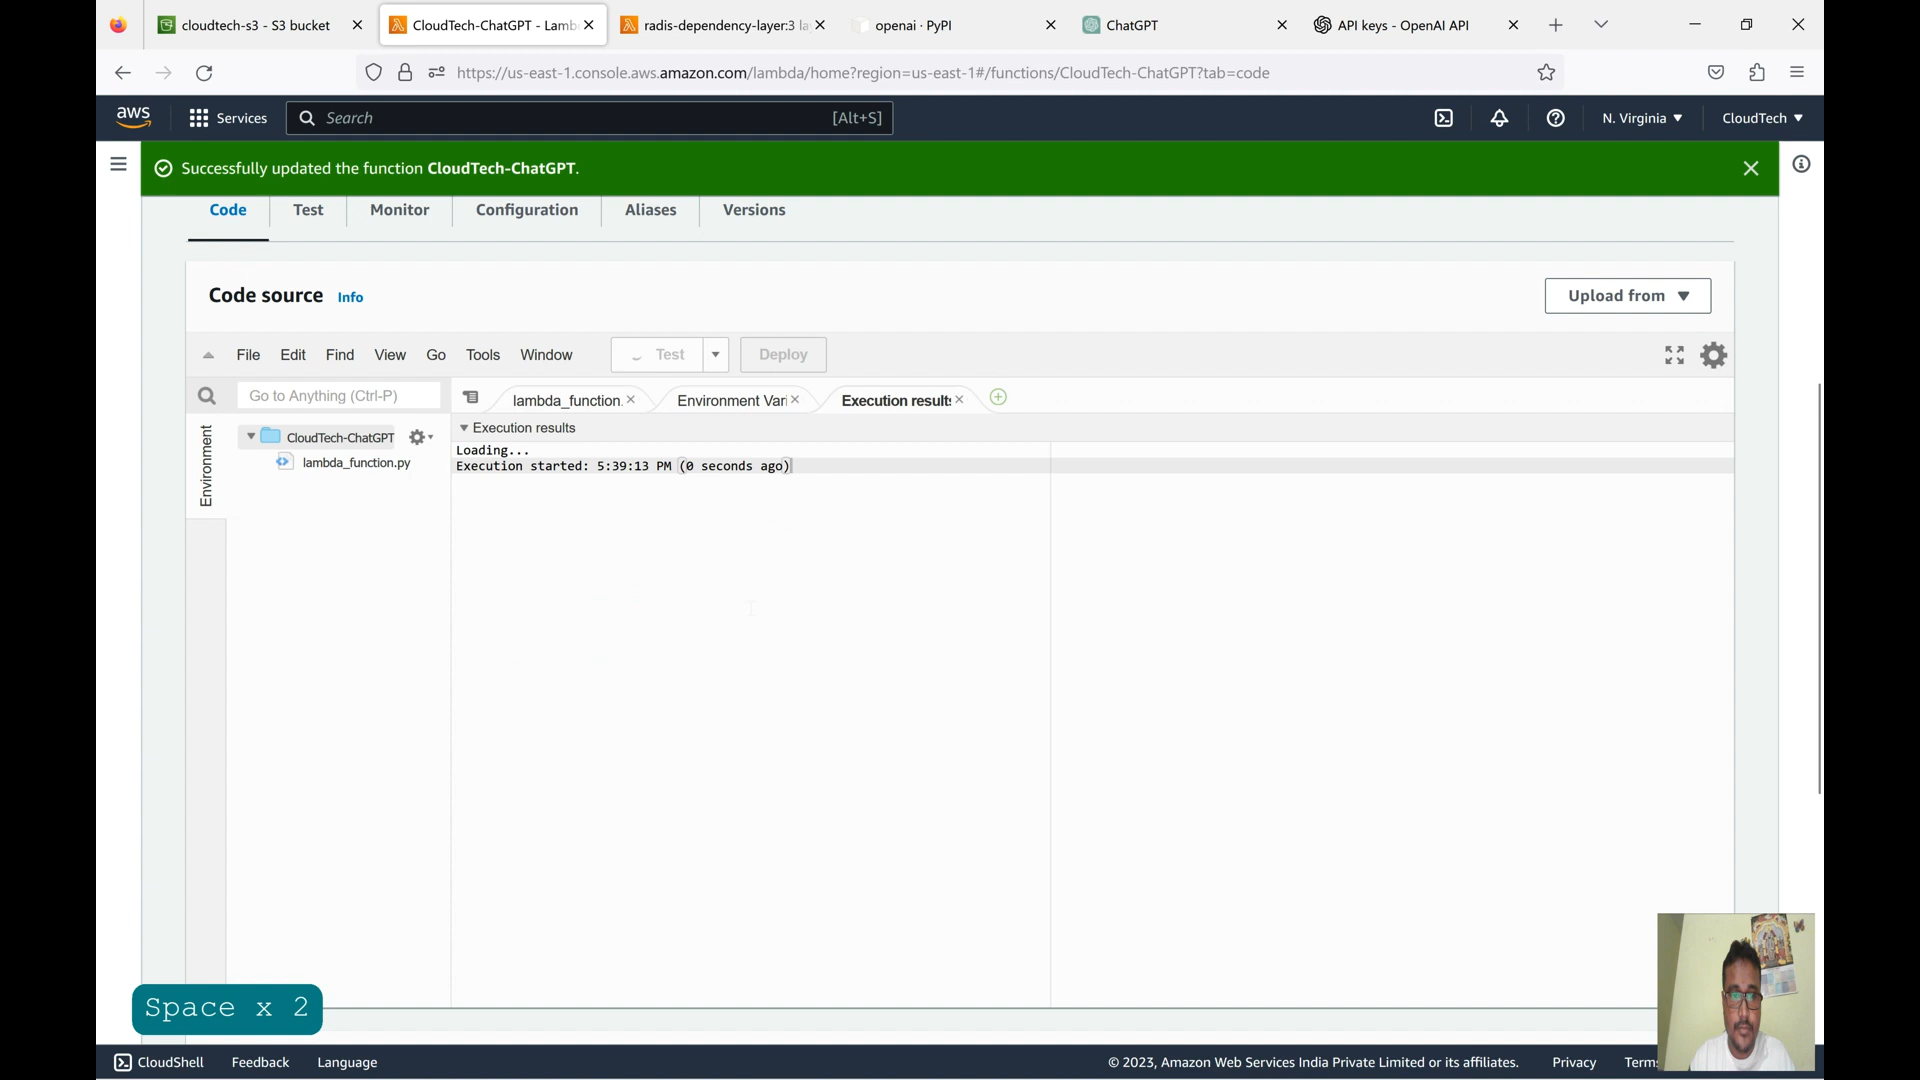 cloudtech-s3 - S3 bucket
CloudTech-ChatGPT - Lamb
radis-dependency-layer:3 la
openai · PyPI
ChatGPT
API keys - OpenAI API
https://us-east-1.console.aws.amazon.com/lambda/home?region=us-east-1#/functions/CloudTech-ChatGPT?tab=code
aws
Services
Search
[Alt+S]
N. Virginia
CloudTech
Successfully updated the function CloudTech-ChatGPT.
Code
Test
Monitor
Configuration
Aliases
Versions
Code source
Info
Upload from
File
Edit
Find
View
Go
Tools
Window
Test
Deploy
Go to Anything (Ctrl-P)
lambda_function.
Environment Vari
Execution results
Environment
CloudTech-ChatGPT
lambda_function.py
Execution results
Loading...
Execution started: 5:39:13 PM (0 seconds ago)
Space x 2
CloudShell
Feedback
Language
© 2023, Amazon Web Services India Private Limited or its affiliates.
Privacy
Terms